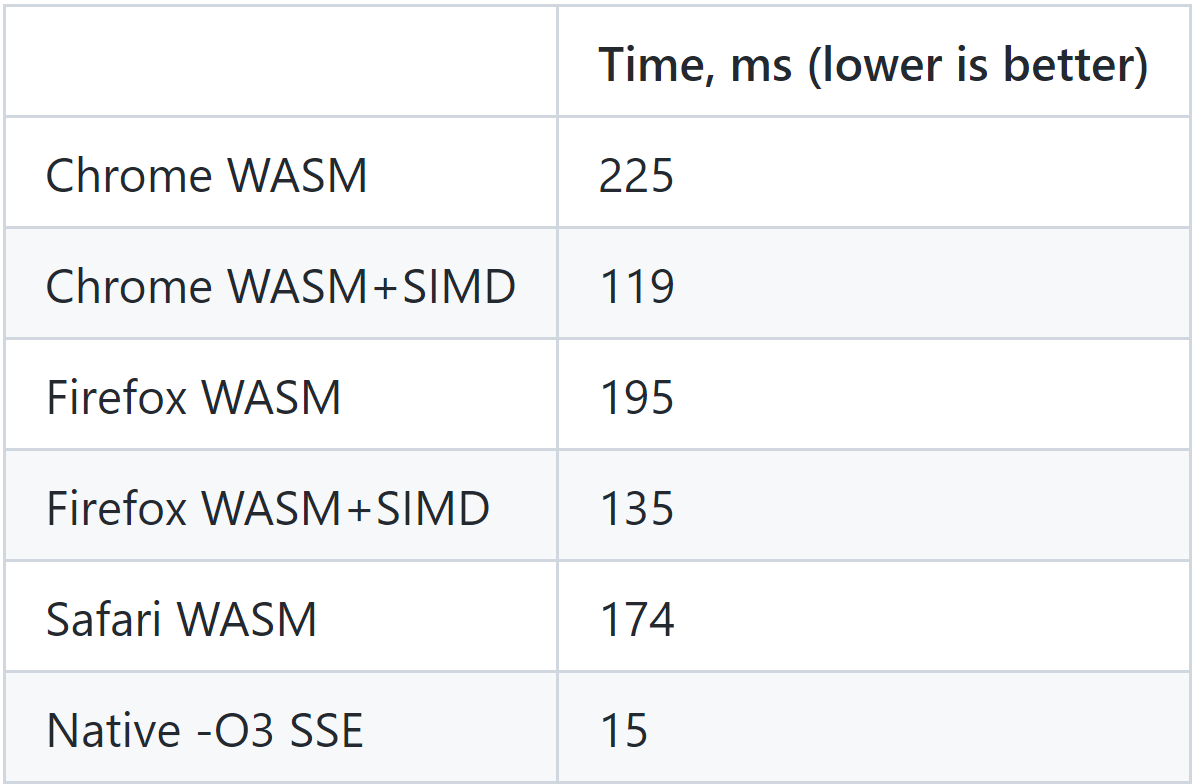 Time, ms (lower is better)
Chrome WASM 225
Chrome WASM+SIMD 119
Firefox WASM 195
Firefox WASM+SIMD 135
Safari WASM 174
Native -O3 SSE 15